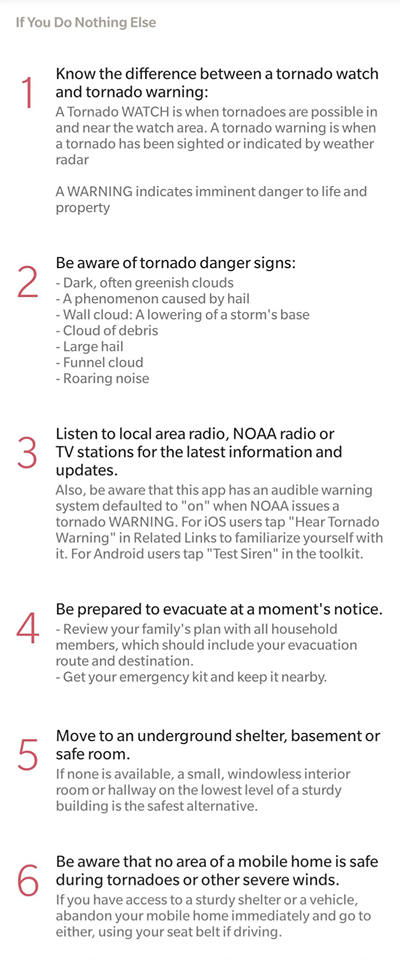 If You Do Nothing Else
1
Know the difference between a tornado watch
and tornado warning:
A Tornado WATCH is when tornadoes are possible in
and near the watch area. A tornado warning is when
a tornado has been sighted or indicated by weather
radar
A WARNING indicates imminent danger to life and
property
2
Be aware of tornado danger signs:
- Dark, often greenish clouds
- A phenomenon caused by hail
- Wall cloud: A lowering of a storm's base
- Cloud of debris
- Large hail
- Funnel cloud
- Roaring noise
3
Listen to local area radio, NOAA radio or
TV stations for the latest information and
updates.
Also, be aware that this app has an audible warning
system defaulted to "on" when NOAA issues a
tornado WARNING. For iOS users tap "Hear Tornado
Warning" in Related Links to familiarize yourself with
it. For Android users tap "Test Siren" in the toolkit.
4
Be prepared to evacuate at a moment's notice.
- Review your family's plan with all household
members, which should include your evacuation
route and destination.
- Get your emergency kit and keep it nearby.
5
Move to an underground shelter, basement or
safe room.
If none is available, a small, windowless interior
room or hallway on the lowest level of a sturdy
building is the safest alternative.
6
Be aware that no area of a mobile home is safe
during tornadoes or other severe winds.
If you have access to a sturdy shelter or a vehicle,
abandon your mobile home immediately and go to
either, using your seat belt if driving.